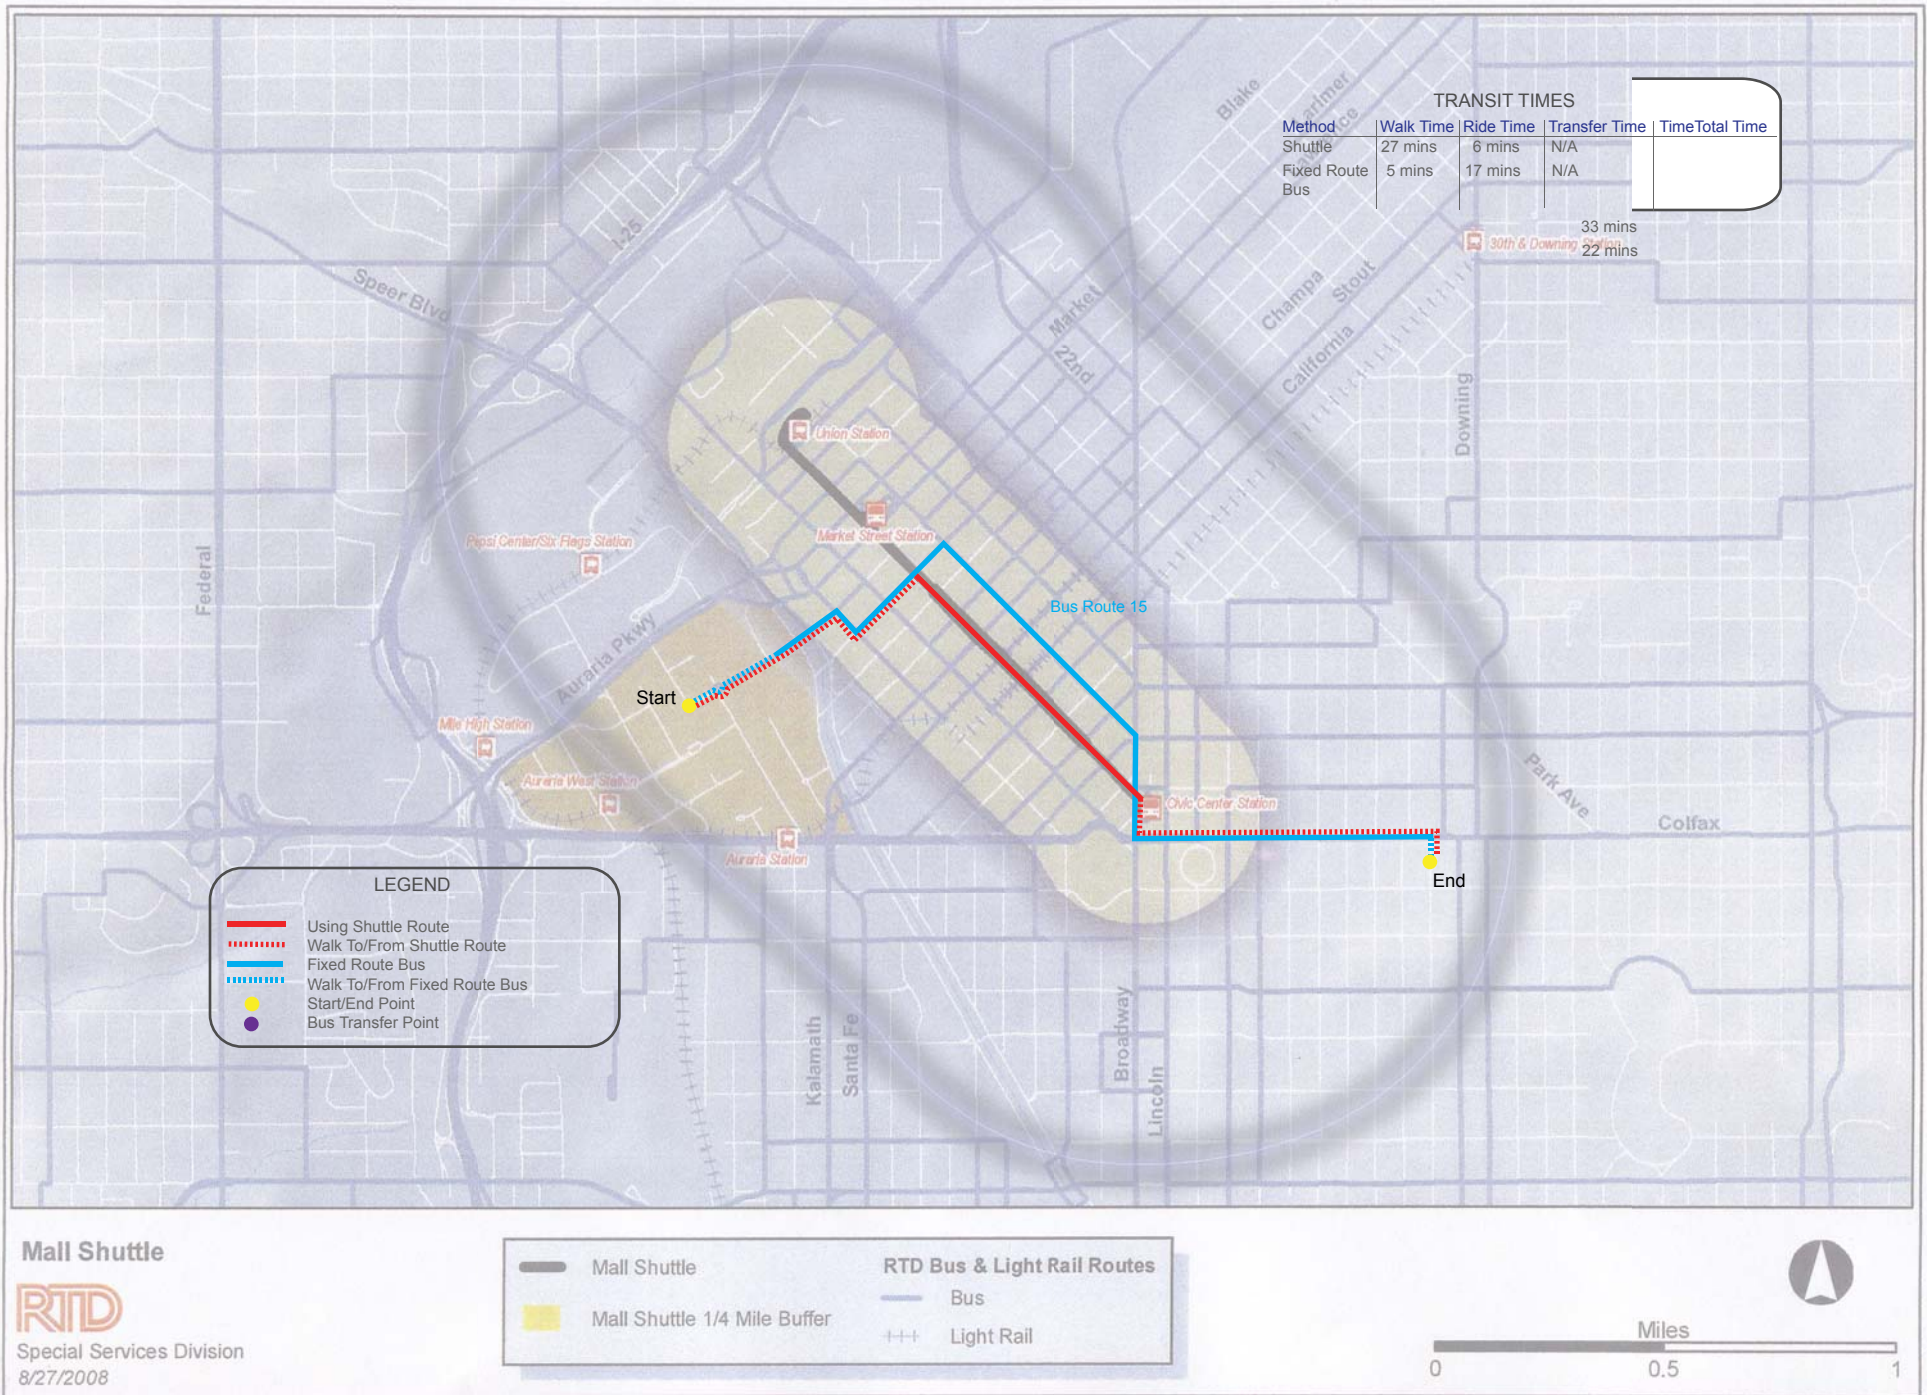 Blake
Larimer
Lawrence
TRANSIT TIMES
Method Walk Time Ride Time Transfer Time TimeTotal Time
Shuttle 27 mins 6 mins N/A
Fixed Route 5 mins 17 mins N/A
Bus
33 mins
22 mins
30th & Downing Station
I-25
Speer Blvd
Market
22nd
Champa
Stout
California
Downing
Union Station
Market Street Station
Pepsi Center/Six Flags Station
Federal
Bus Route 15
Auraria Pkwy
Start
Mile High Station
Auraria West Station
Civic Center Station
Park Ave
Colfax
Auraria Station
End
LEGEND
Using Shuttle Route
Walk To/From Shuttle Route
Fixed Route Bus
Walk To/From Fixed Route Bus
Start/End Point
Bus Transfer Point
Kalamath
Santa Fe
Broadway
Lincoln
Mall Shuttle
RTD
Special Services Division
8/27/2008
Mall Shuttle
Mall Shuttle 1/4 Mile Buffer
RTD Bus & Light Rail Routes
Bus
Light Rail
Miles
0 0.5 1